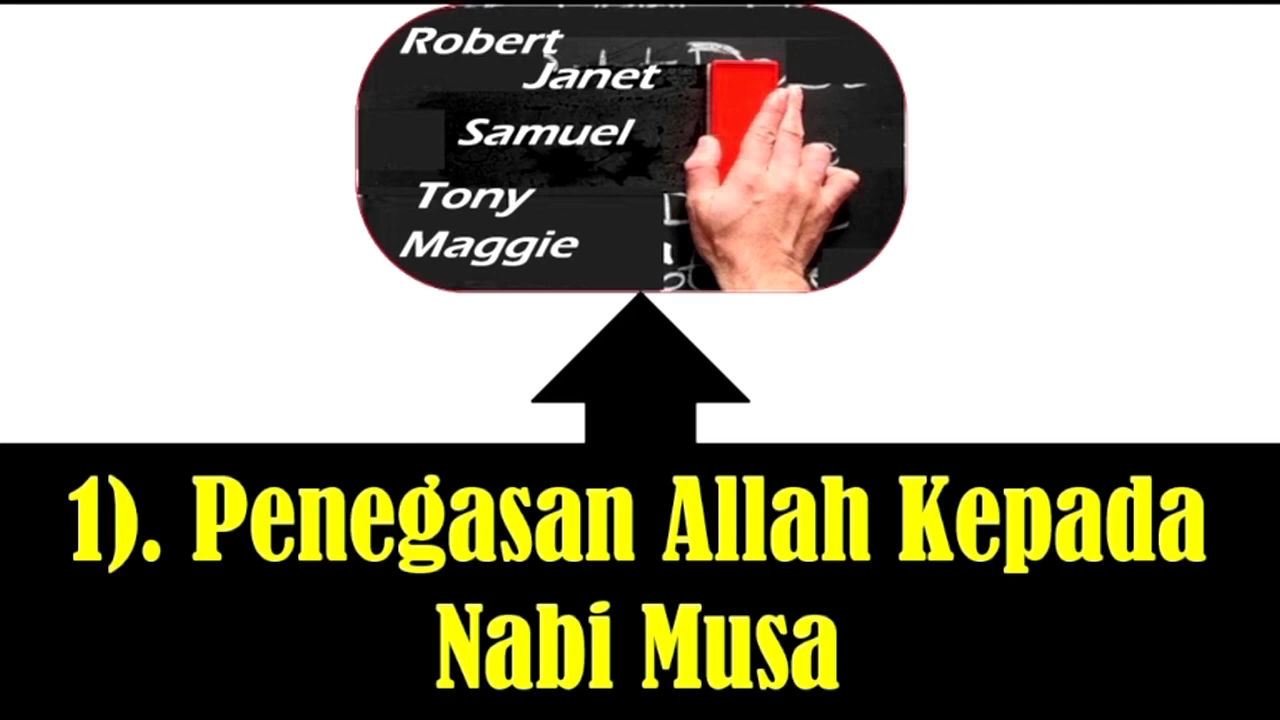 Robert
Janet
Samuel
Tony
Maggie
1). Penegasan Allah Kepada
Nabi Musa